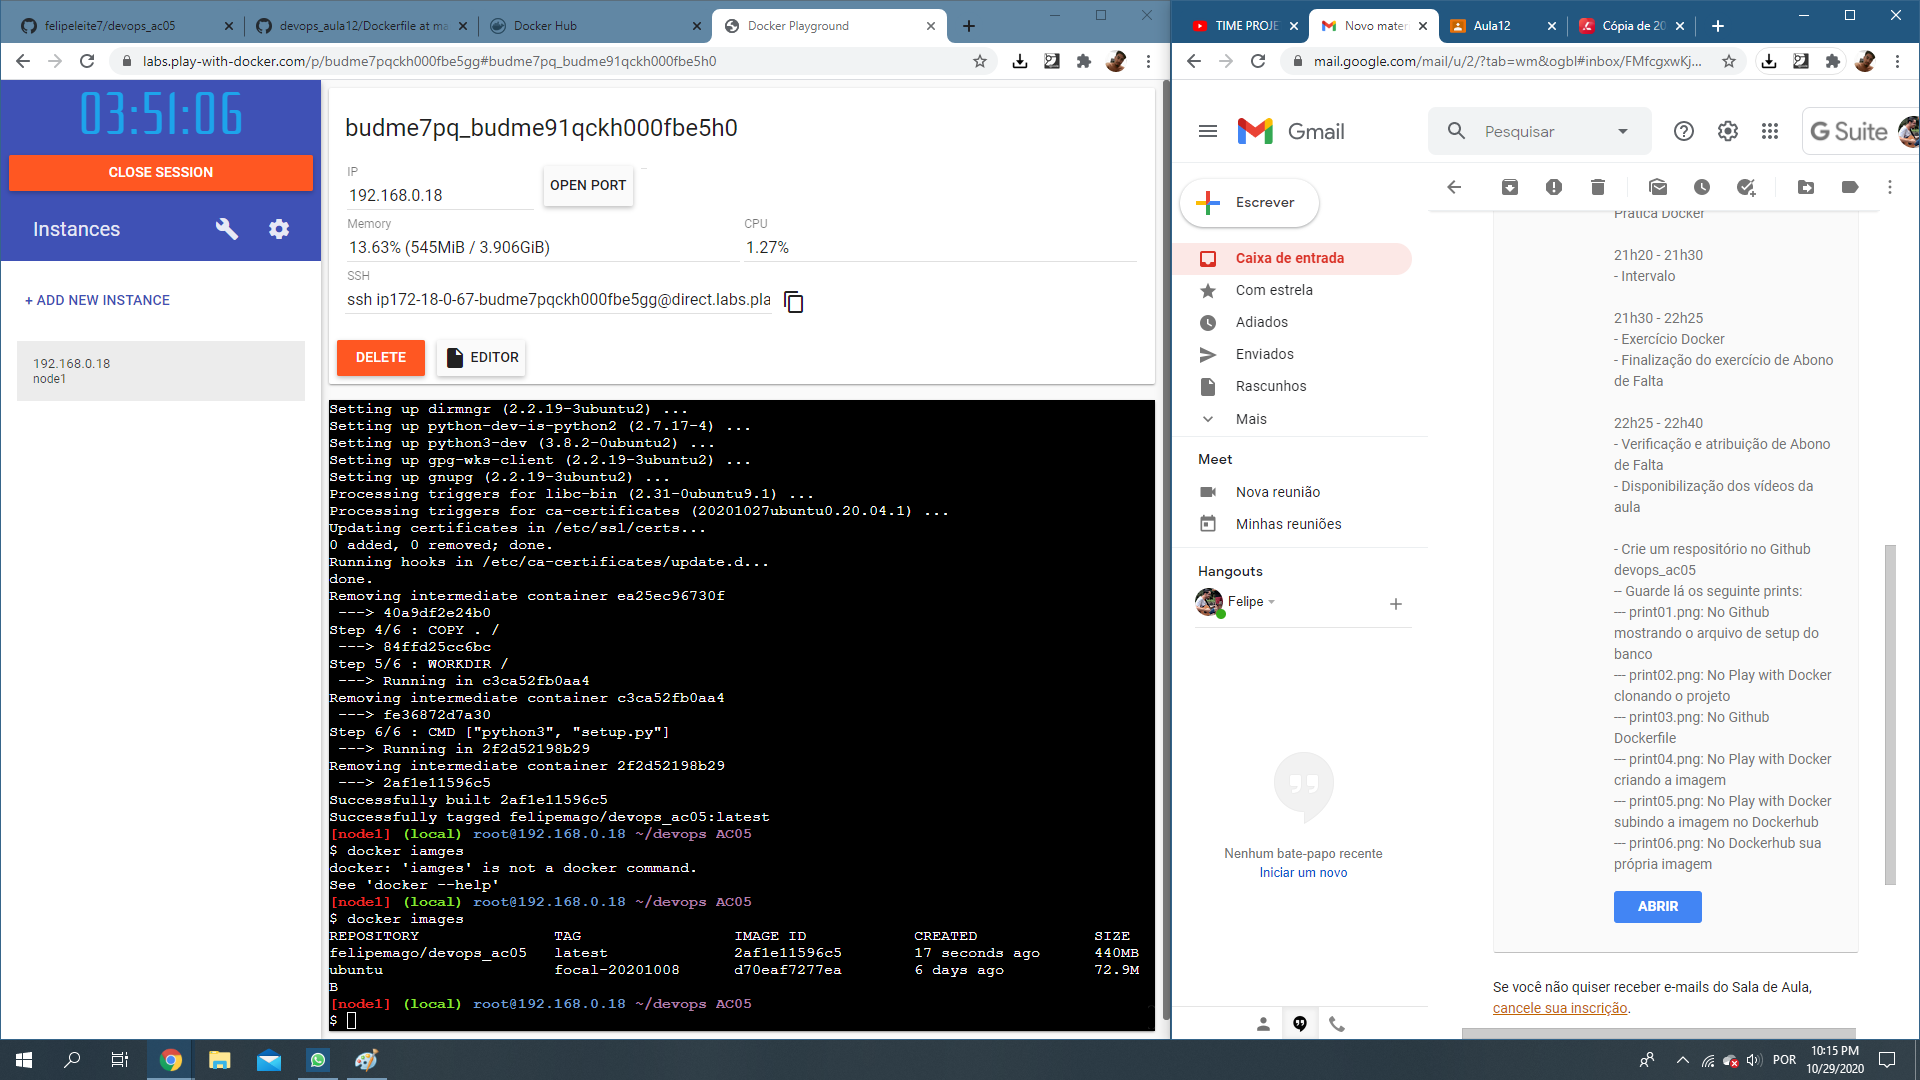 felipeleite7/devops_ac05
devops_aula12/Dockerfile at ma
Docker Hub
Docker Playground
labs.play-with-docker.com/p/budme7pqckh000fbe5gg#budme7pq_budme91qckh000fbe5h0
03:51:06
CLOSE SESSION
Instances
+ ADD NEW INSTANCE
192.168.0.18
node1
budme7pq_budme91qckh000fbe5h0
IP
192.168.0.18
OPEN PORT
Memory
13.63% (545MiB / 3.906GiB)
CPU
1.27%
SSH
ssh ip172-18-0-67-budme7pqckh000fbe5gg@direct.labs.pla
DELETE
EDITOR
Setting up dirmngr (2.2.19-3ubuntu2) ...
Setting up python-dev-is-python2 (2.7.17-4) ...
Setting up python3-dev (3.8.2-0ubuntu2) ...
Setting up gpg-wks-client (2.2.19-3ubuntu2) ...
Setting up gnupg (2.2.19-3ubuntu2) ...
Processing triggers for libc-bin (2.31-0ubuntu9.1) ...
Processing triggers for ca-certificates (20201027ubuntu0.20.04.1) ...
Updating certificates in /etc/ssl/certs...
0 added, 0 removed; done.
Running hooks in /etc/ca-certificates/update.d...
done.
Removing intermediate container ea25ec96730f
---> 40a9df2e24b0
Step 4/6 : COPY . /
---> 84ffd25cc6bc
Step 5/6 : WORKDIR /
---> Running in c3ca52fb0aa4
Removing intermediate container c3ca52fb0aa4
---> fe36872d7a30
Step 6/6 : CMD ["python3", "setup.py"]
---> Running in 2f2d52198b29
Removing intermediate container 2f2d52198b29
---> 2af1e11596c5
Successfully built 2af1e11596c5
Successfully tagged felipemago/devops_ac05:latest
[node1] (local) root@192.168.0.18 ~/devops AC05
$ docker iamges
docker: 'iamges' is not a docker command.
See 'docker --help'
[node1] (local) root@192.168.0.18 ~/devops AC05
$ docker images
REPOSITORY TAG IMAGE ID CREATED SIZE
felipemago/devops_ac05 latest 2af1e11596c5 17 seconds ago 440MB
ubuntu focal-20201008 d70eaf7277ea 6 days ago 72.9M
B
[node1] (local) root@192.168.0.18 ~/devops AC05
$
TIME PROJE
Novo mater
Aula12
Cópia de 20
mail.google.com/mail/u/2/?tab=wm&ogbl#inbox/FMfcgxwKj...
Gmail
Pesquisar
G Suite
Escrever
Caixa de entrada
Com estrela
Adiados
Enviados
Rascunhos
Mais
Meet
Nova reunião
Minhas reuniões
Hangouts
Felipe
Nenhum bate-papo recente
Iniciar um novo
Prática Docker
21h20 - 21h30
- Intervalo
21h30 - 22h25
- Exercício Docker
- Finalização do exercício de Abono
de Falta
22h25 - 22h40
- Verificação e atribuição de Abono
de Falta
- Disponibilização dos vídeos da
aula
- Crie um respositório no Github
devops_ac05
-- Guarde lá os seguinte prints:
--- print01.png: No Github
mostrando o arquivo de setup do
banco
--- print02.png: No Play with Docker
clonando o projeto
--- print03.png: No Github
Dockerfile
--- print04.png: No Play with Docker
criando a imagem
--- print05.png: No Play with Docker
subindo a imagem no Dockerhub
--- print06.png: No Dockerhub sua
própria imagem
ABRIR
Se você não quiser receber e-mails do Sala de Aula,
cancele sua inscrição.
POR
10:15 PM
10/29/2020